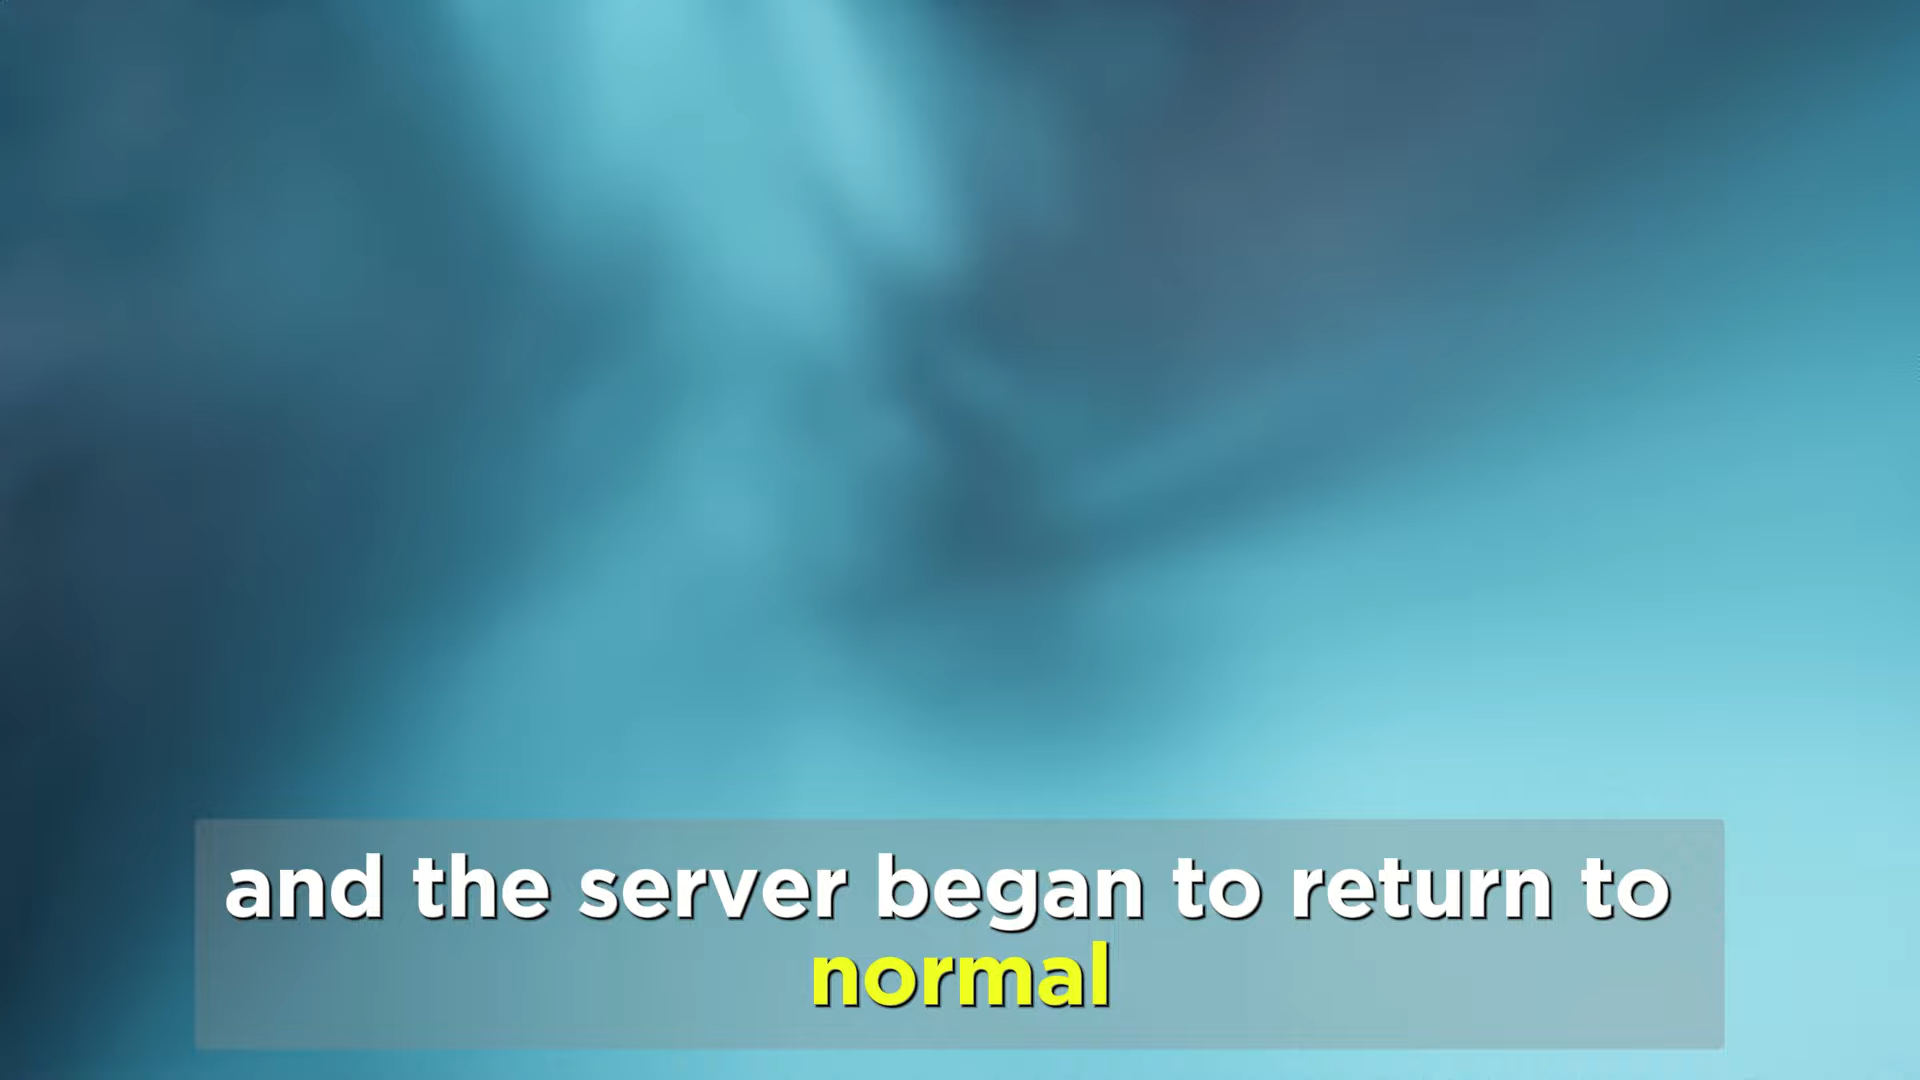 and the server began to return to
normal